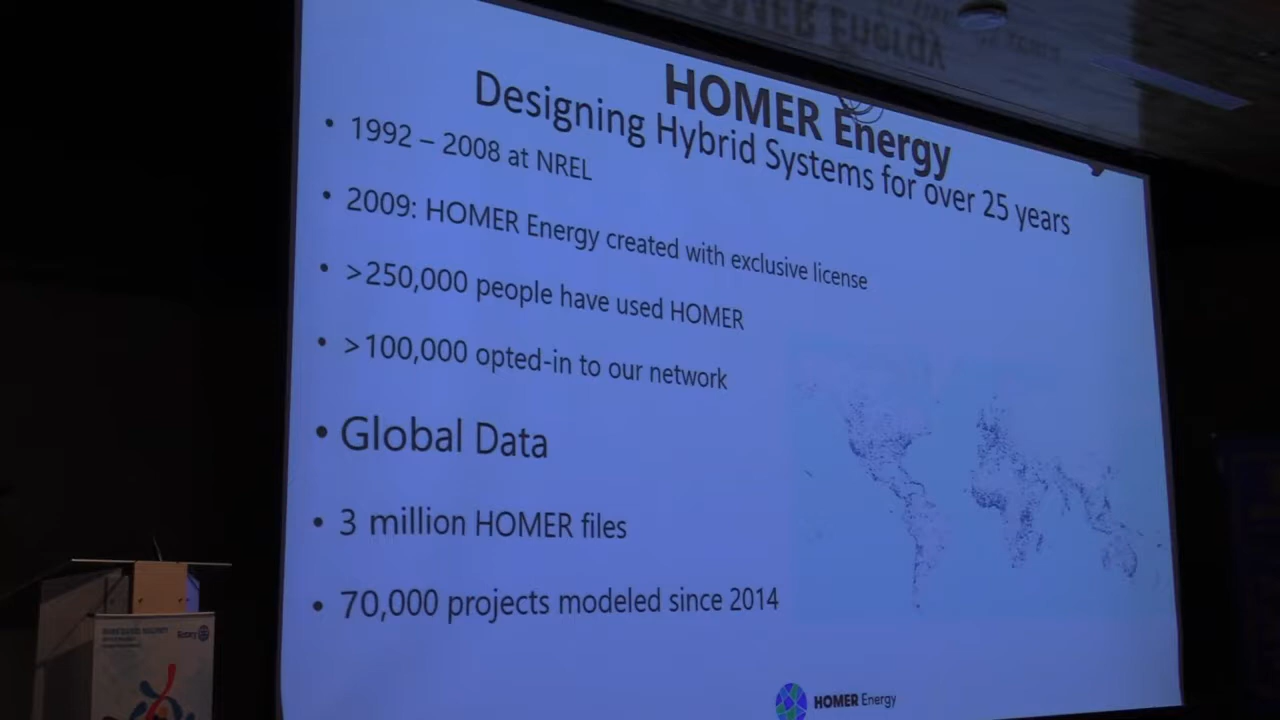 HOMER Energy
Designing Hybrid Systems for over 25 years
• 1992 – 2008 at NREL
• 2009: HOMER Energy created with exclusive license
• >250,000 people have used HOMER
• >100,000 opted-in to our network
• Global Data
• 3 million HOMER files
• 70,000 projects modeled since 2014
HOMER Energy
Rotary